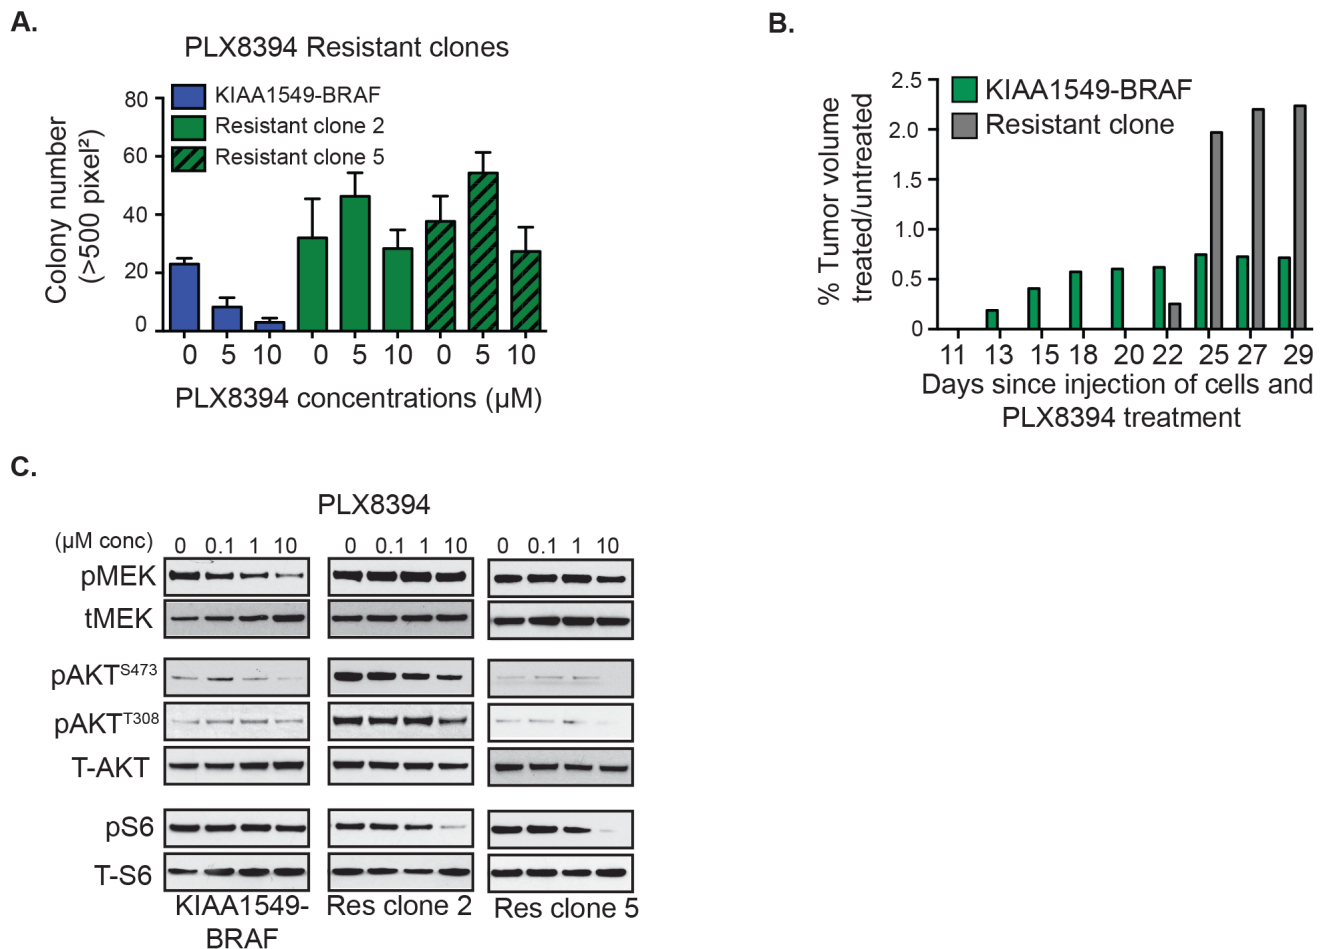 A.
PLX8394 Resistant clones
Colony number
(>500 pixel²)
80
60
40
20
0
KIAA1549-BRAF
Resistant clone 2
Resistant clone 5
0 5 10 0 5 10 0 5 10
PLX8394 concentrations (µM)
B.
% Tumor volume
treated/untreated
2.5
2.0
1.5
1.0
0.5
0
KIAA1549-BRAF
Resistant clone
11 13 15 18 20 22 25 27 29
Days since injection of cells and
PLX8394 treatment
C.
PLX8394
(µM conc) 0 0.1 1 10 0 0.1 1 10 0 0.1 1 10
pMEK
tMEK
pAKTS473
pAKTT308
T-AKT
pS6
T-S6
KIAA1549-
BRAF
Res clone 2
Res clone 5